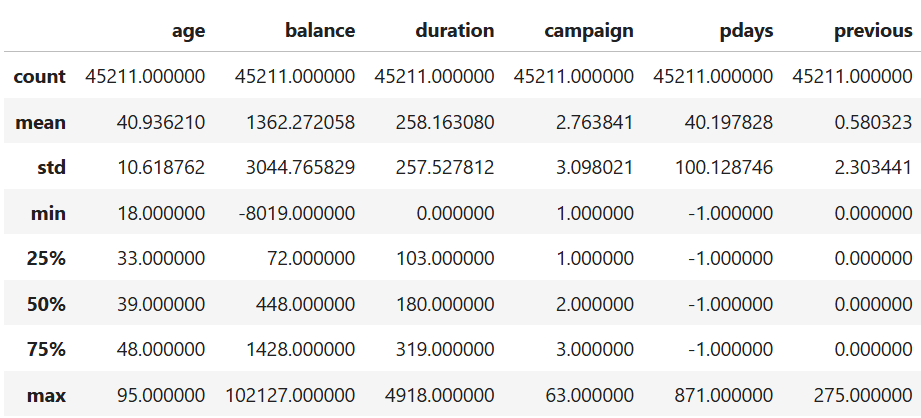 age balance duration campaign pdays previous
count 45211.000000 45211.000000 45211.000000 45211.000000 45211.000000 45211.000000
mean 40.936210 1362.272058 258.163080 2.763841 40.197828 0.580323
std 10.618762 3044.765829 257.527812 3.098021 100.128746 2.303441
min 18.000000 -8019.000000 0.000000 1.000000 -1.000000 0.000000
25% 33.000000 72.000000 103.000000 1.000000 -1.000000 0.000000
50% 39.000000 448.000000 180.000000 2.000000 -1.000000 0.000000
75% 48.000000 1428.000000 319.000000 3.000000 -1.000000 0.000000
max 95.000000 102127.000000 4918.000000 63.000000 871.000000 275.000000